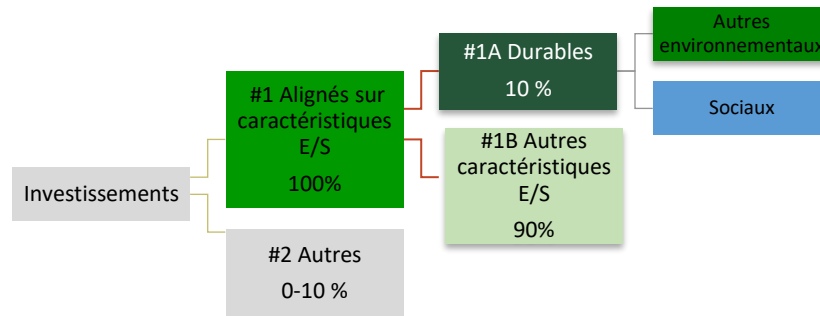 Investissements
#1 Alignés sur
caractéristiques
E/S
100%
#2 Autres
0-10 %
#1A Durables
10 %
#1B Autres
caractéristiques
E/S
90%
Autres
environnementaux
Sociaux